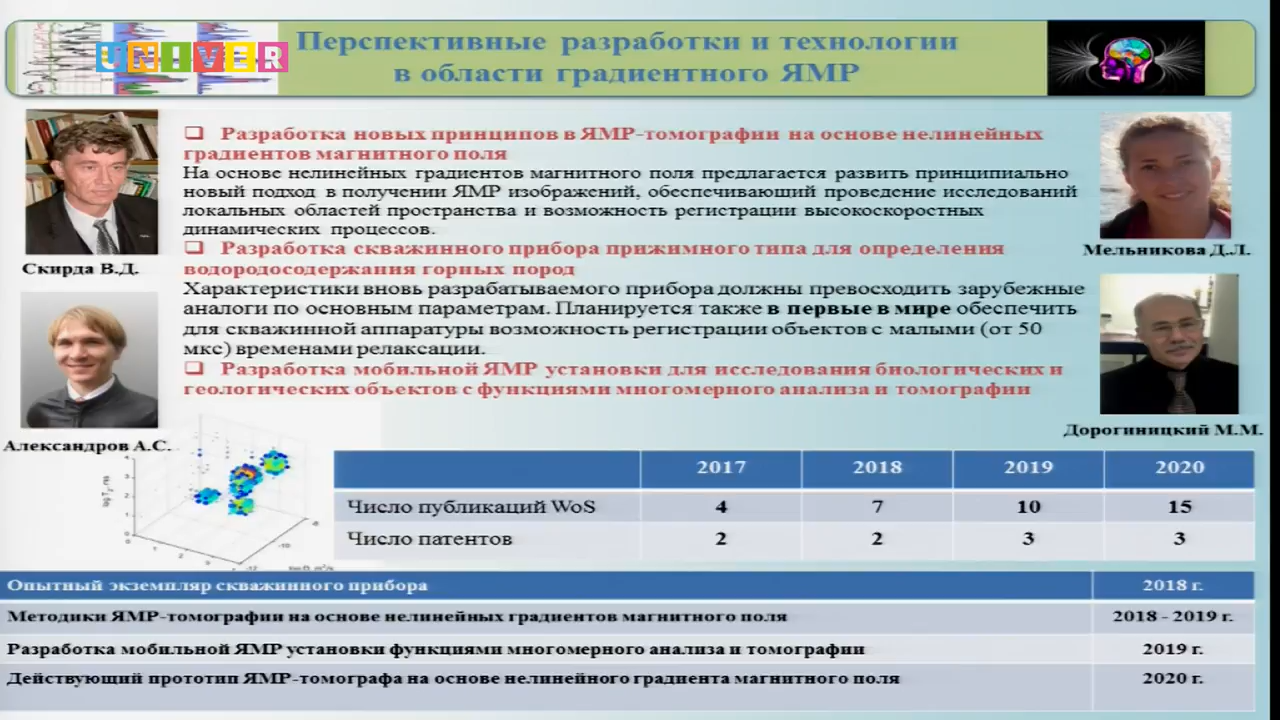 UNIVER
Перспективные разработки и технологии
в области градиентного ЯМР
Разработка новых принципов в ЯМР-томографии на основе нелинейных
градиентов магнитного поля
На основе нелинейных градиентов магнитного поля предлагается развить принципиально
новый подход в получении ЯМР изображений, обеспечивающий проведение исследований
локальных областей пространства и возможность регистрации высокоскоростных
динамических процессов.
Разработка скважинного прибора прижимного типа для определения
водородосодержания горных пород
Характеристики вновь разрабатываемого прибора должны превосходить зарубежные
аналоги по основным параметрам. Планируется также в первые в мире обеспечить
для скважинной аппаратуры возможность регистрации объектов с малыми (от 50
мкс) временами релаксации.
Разработка мобильной ЯМР установки для исследования биологических и
геологических объектов с функциями многомерного анализа и томографии
Скирда В.Д.
Мельникова Д.Л.
Александров А.С.
Дорогиницкий М.М.
2017 2018 2019 2020
Число публикаций WoS 4 7 10 15
Число патентов 2 2 3 3
Опытный экземпляр скважинного прибора 2018 г.
Методики ЯМР-томографии на основе нелинейных градиентов магнитного поля 2018 - 2019 г.
Разработка мобильной ЯМР установки функциями многомерного анализа и томографии 2019 г.
Действующий прототип ЯМР-томографа на основе нелинейного градиента магнитного поля 2020 г.